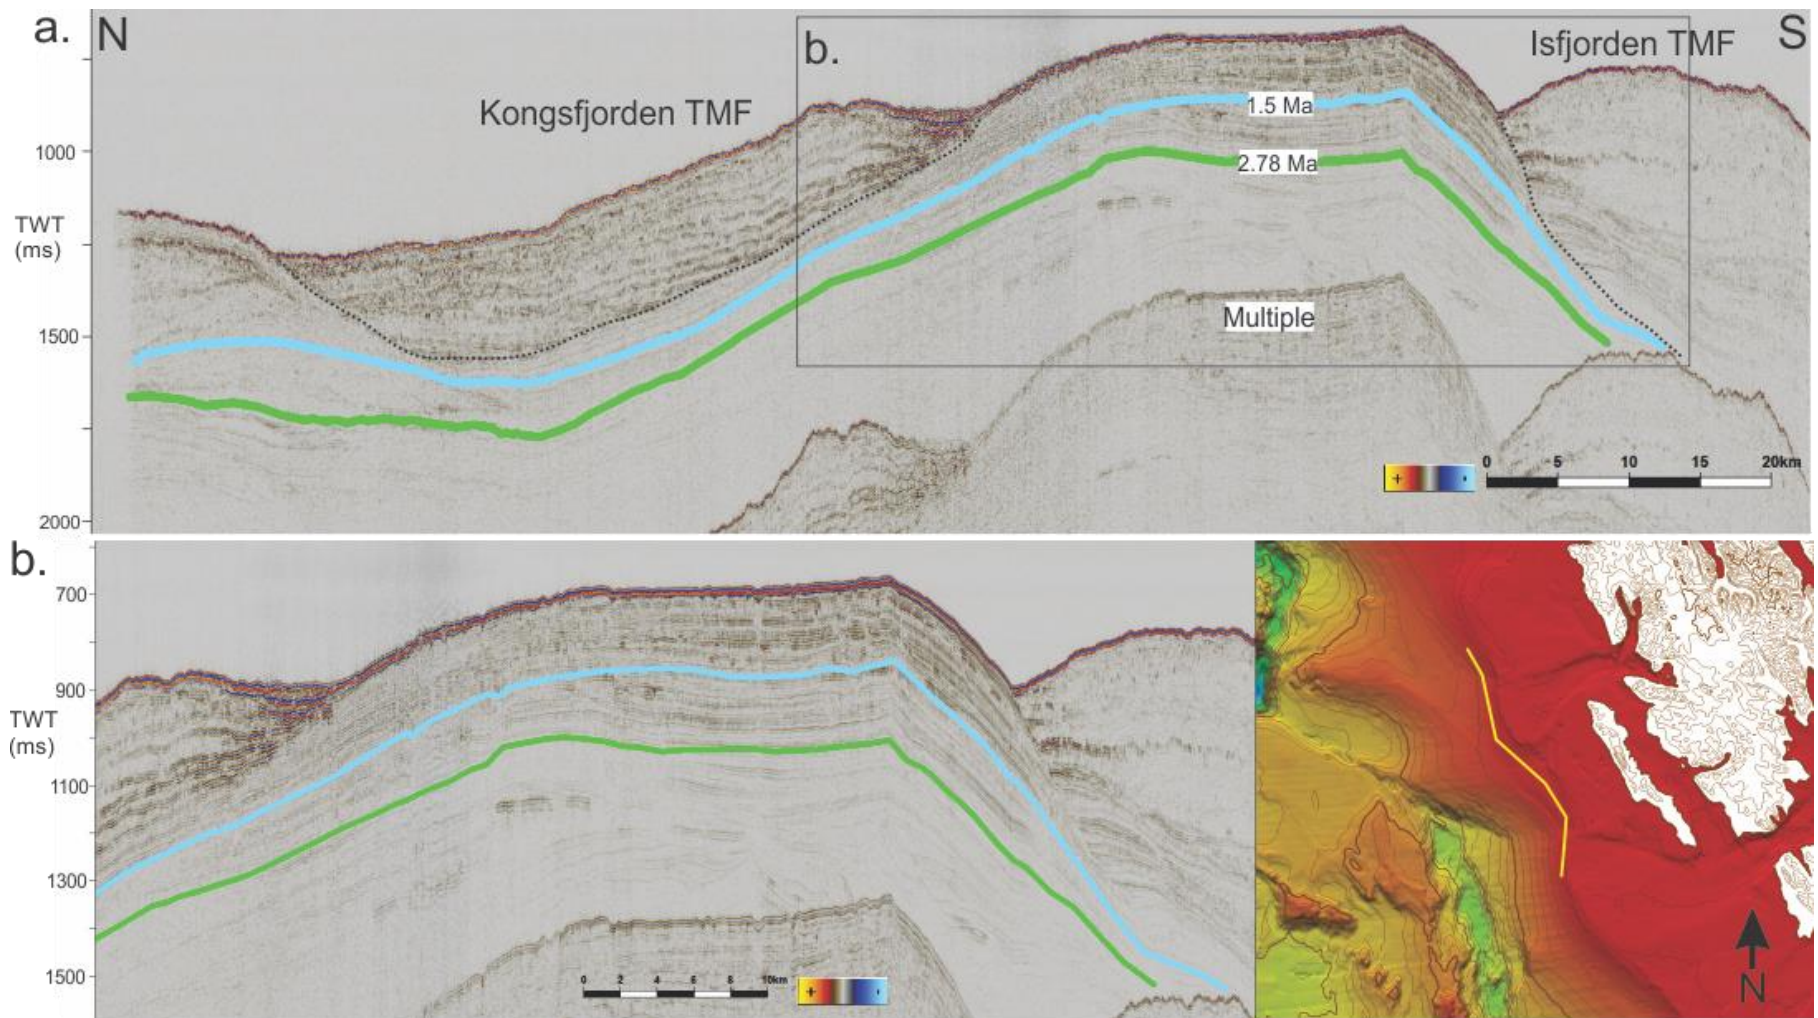 a.
N
b.
Isfjorden TMF
S
Kongsfjorden TMF
1.5 Ma
1000
2.78 Ma
TWT
(ms)
Multiple
1500
+ -
0 5 10 15 20km
2000
b.
700
900
TWT
(ms)
1100
1300
1500
0 2 4 6 8 10km
+ -
N